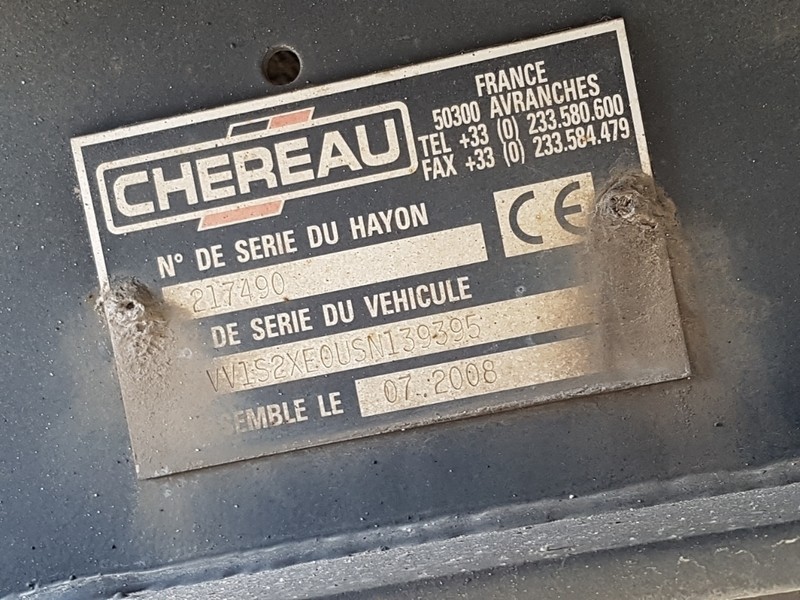 CHEREAU
FRANCE
50300 AVRANCHES
TEL +33 (0) 233.580.600
FAX +33 (0) 233.584.479
CE
N° DE SERIE DU HAYON
217490
DE SERIE DU VEHICULE
VV1S2XE0USN139395
SEMBLE LE
07.2008